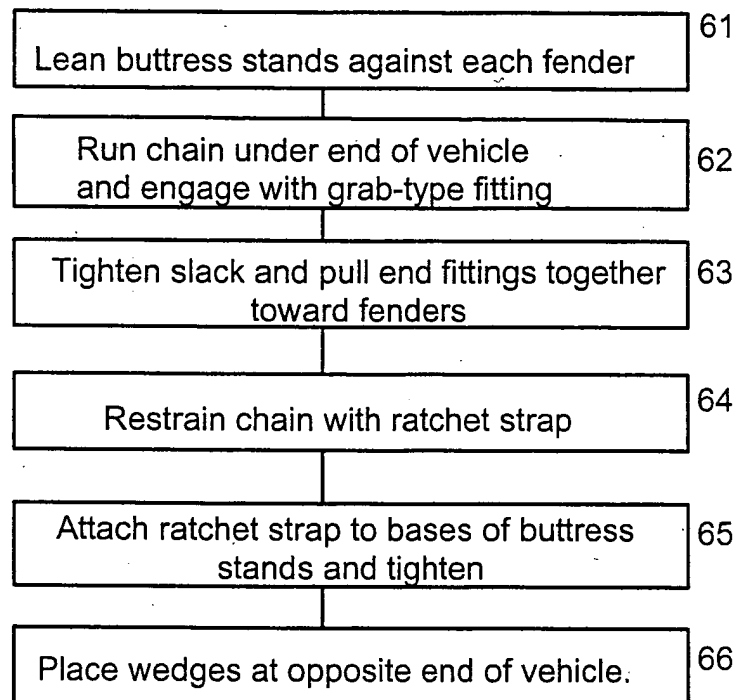 61
Lean buttress stands against each fender
Run chain under end of vehicle
62
and engage with grab-type fitting
Tighten slack and pull end fittings together
63
toward fenders
64
Restrain chain with ratchet strap
Attach ratchet strap to bases of buttress
65
stands and tighten
66
Place wedges at opposite end of vehicle.